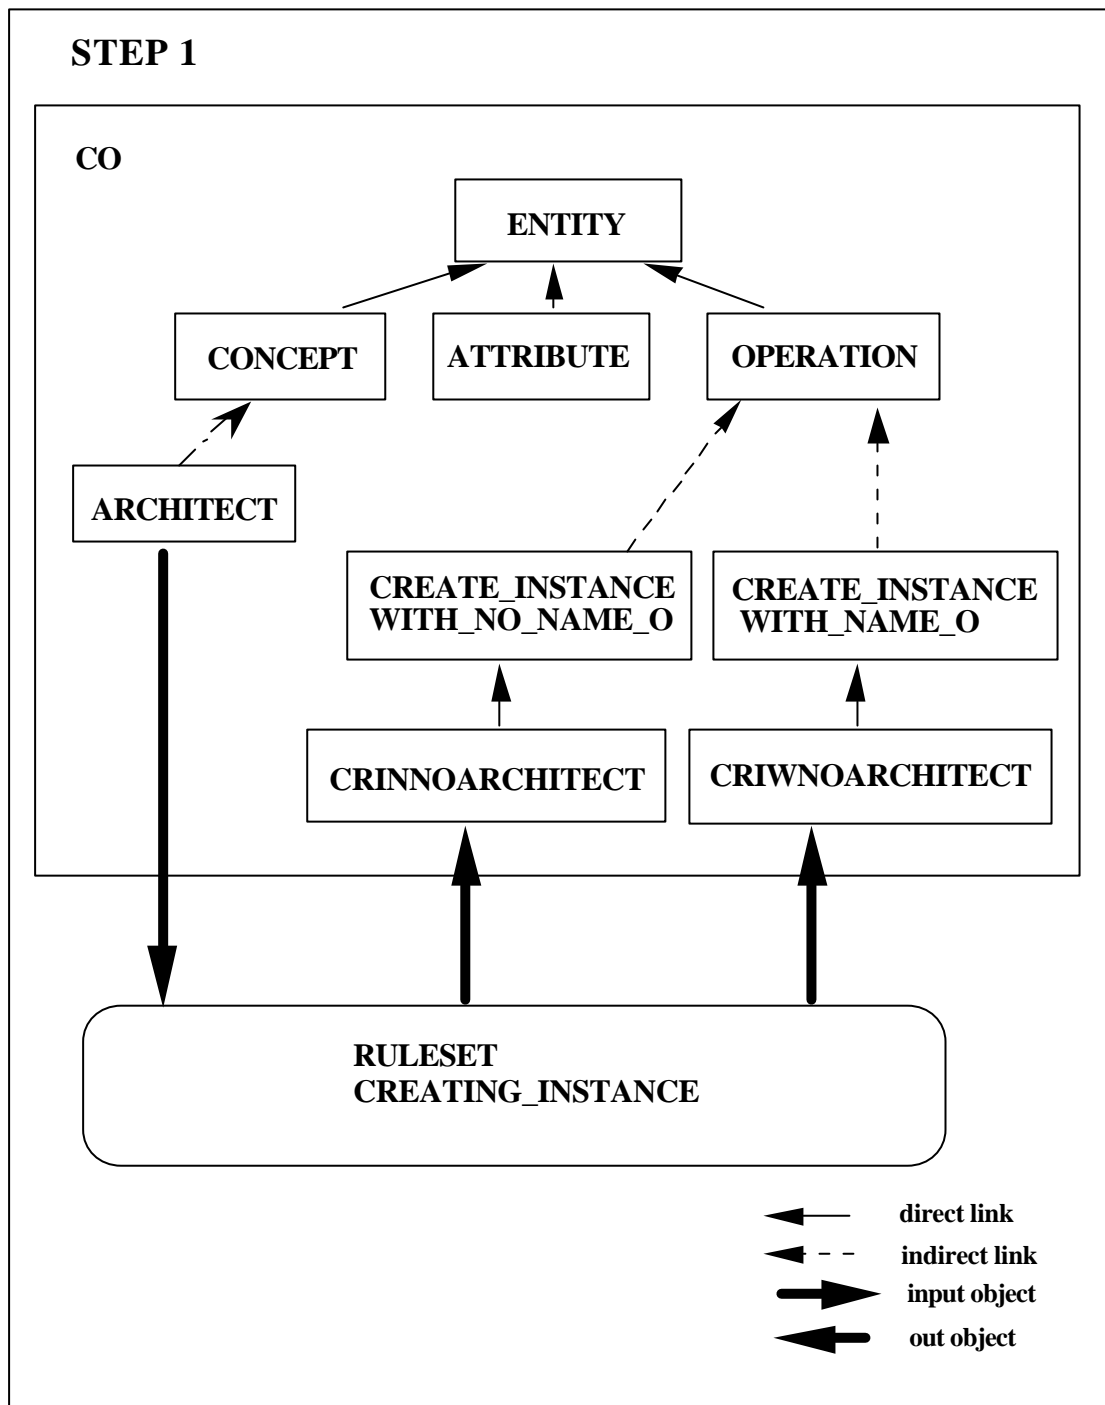 STEP 1
CO
ENTITY
CONCEPT
ATTRIBUTE
OPERATION
ARCHITECT
CREATE_INSTANCE
WITH_NO_NAME_O
CREATE_INSTANCE
WITH_NAME_O
CRINNOARCHITECT
CRIWNOARCHITECT
RULESET
CREATING_INSTANCE
direct link
indirect link
input object
out object